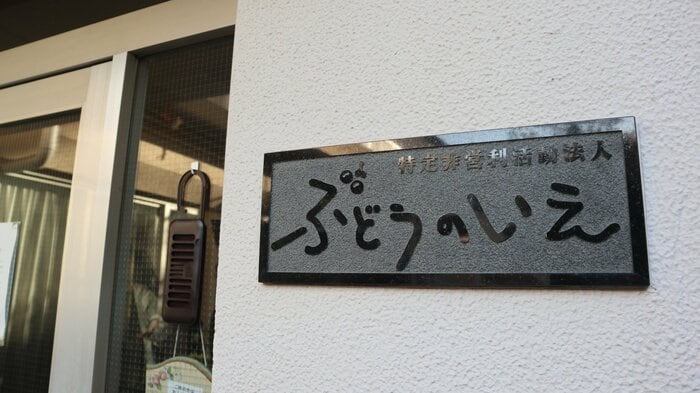 特定非営利活動法人
ぶどうのいえ